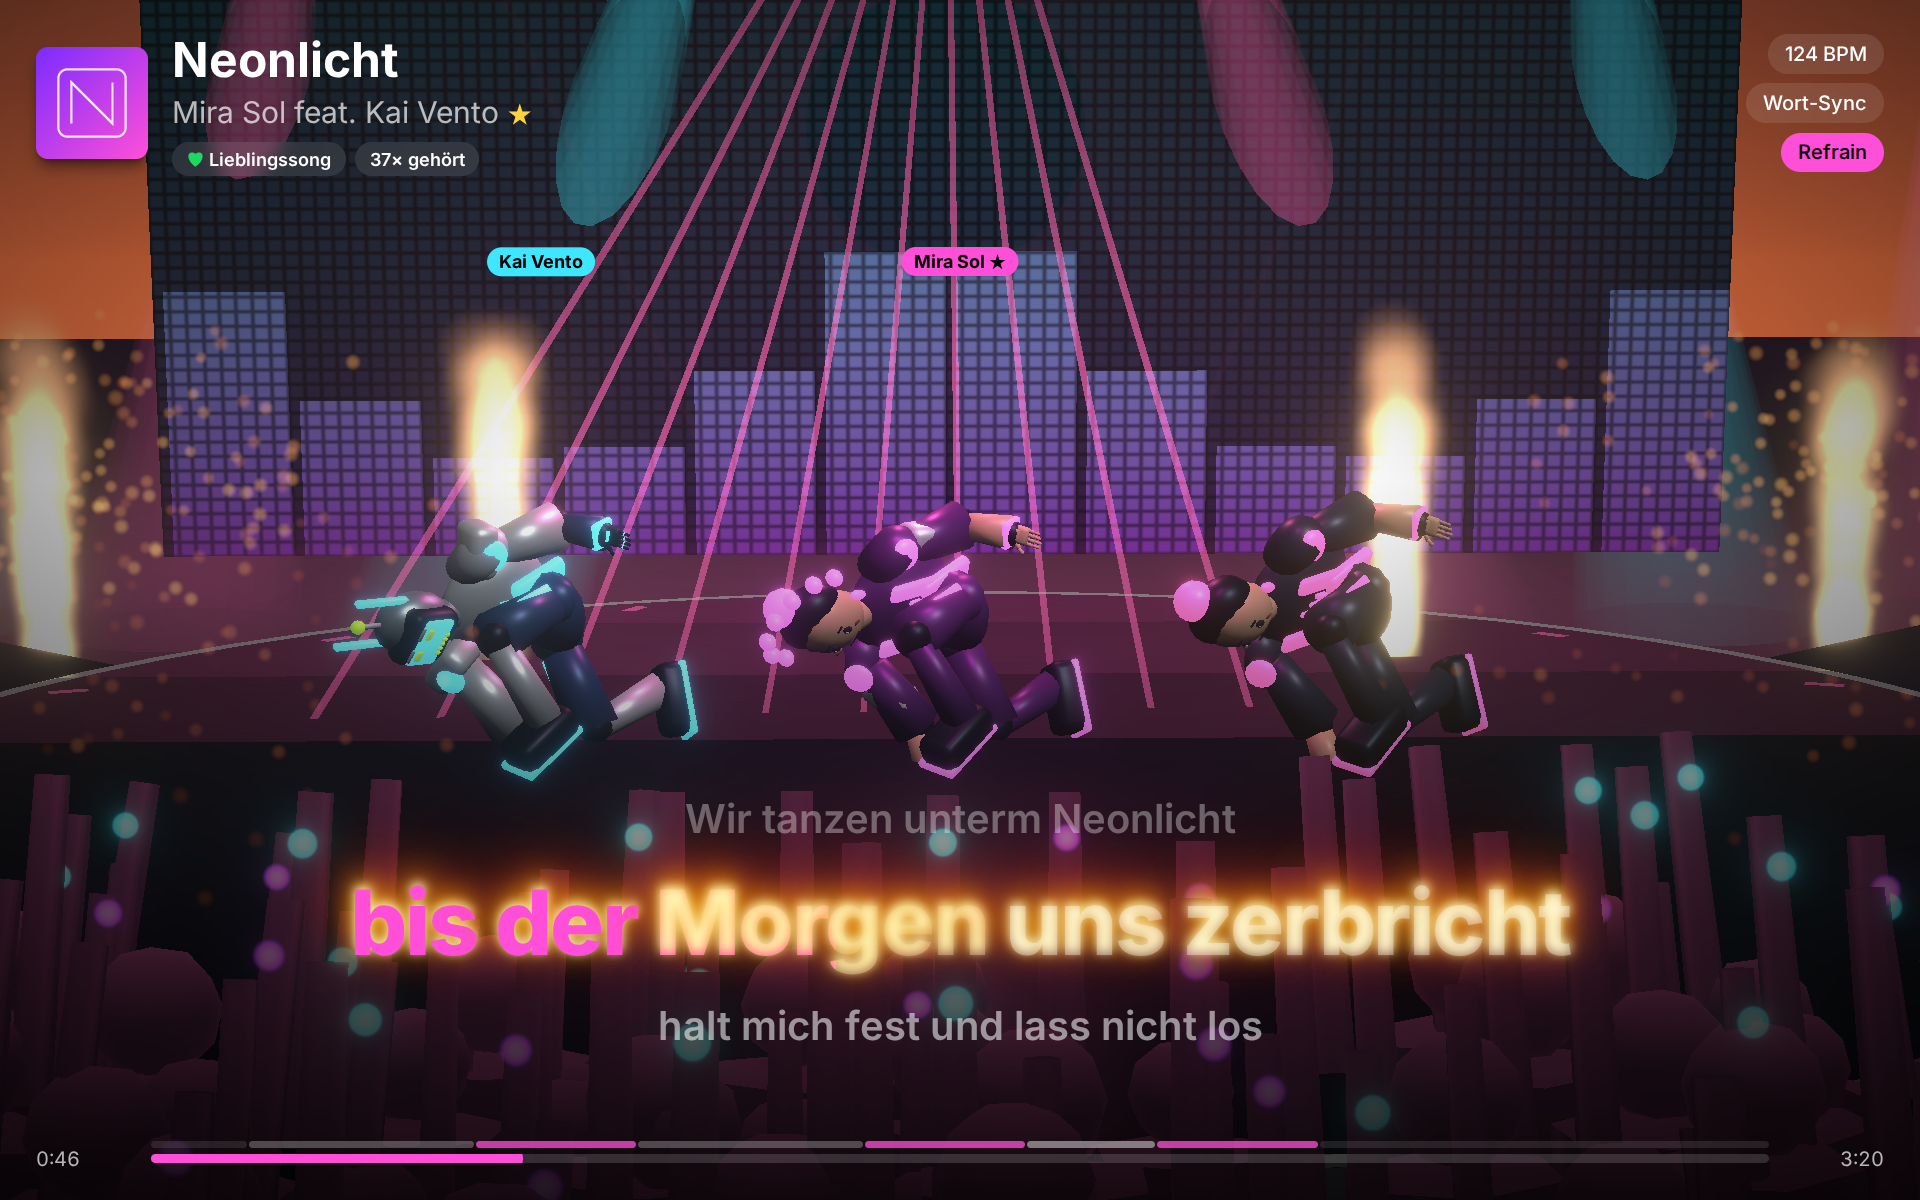 N
Neonlicht
Mira Sol feat. Kai Vento ★
Lieblingssong
37× gehört
124 BPM
Wort-Sync
Refrain
Kai Vento
Mira Sol ★
Wir tanzen unterm Neonlicht
bis der Morgen uns zerbricht
halt mich fest und lass nicht los
0:46
3:20